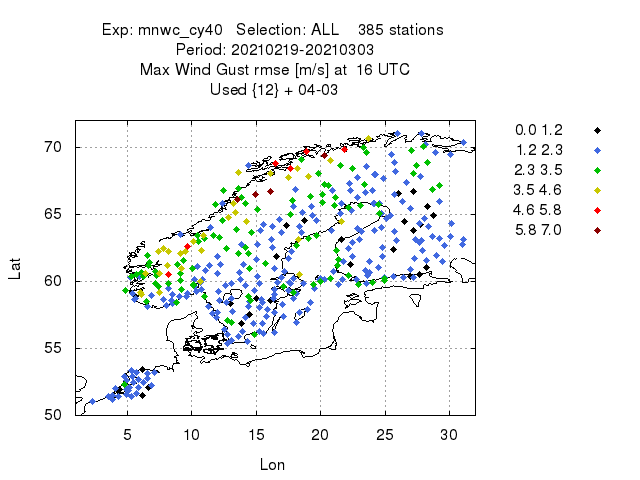 Exp: mnwc_cy40 Selection: ALL 385 stations
Period: 20210219-20210303
Max Wind Gust rmse [m/s] at 16 UTC
Used {12} + 04-03
70
65
60
55
50
Lat
5 10 15 20 25 30
Lon
0.0 1.2
1.2 2.3
2.3 3.5
3.5 4.6
4.6 5.8
5.8 7.0